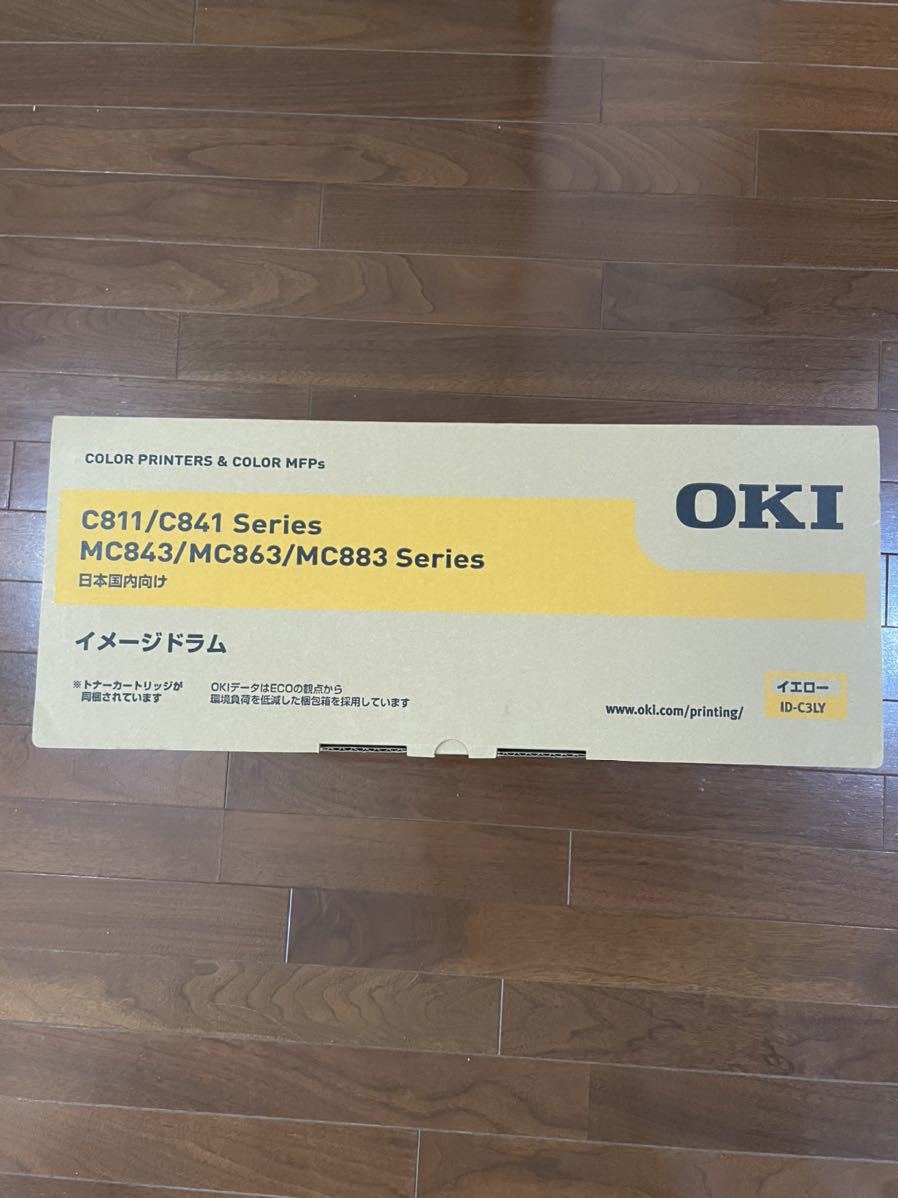 COLOR PRINTERS & COLOR MFPs
OKI
C811/C841 Series
MC843/MC863/MC883 Series
日本国内向け
イメージドラム
※トナーカートリッジが
同梱されています
OKIデータはECOの観点から
環境負荷を低減した梱包箱を採用しています
www.oki.com/printing/
イエロー
ID-C3LY